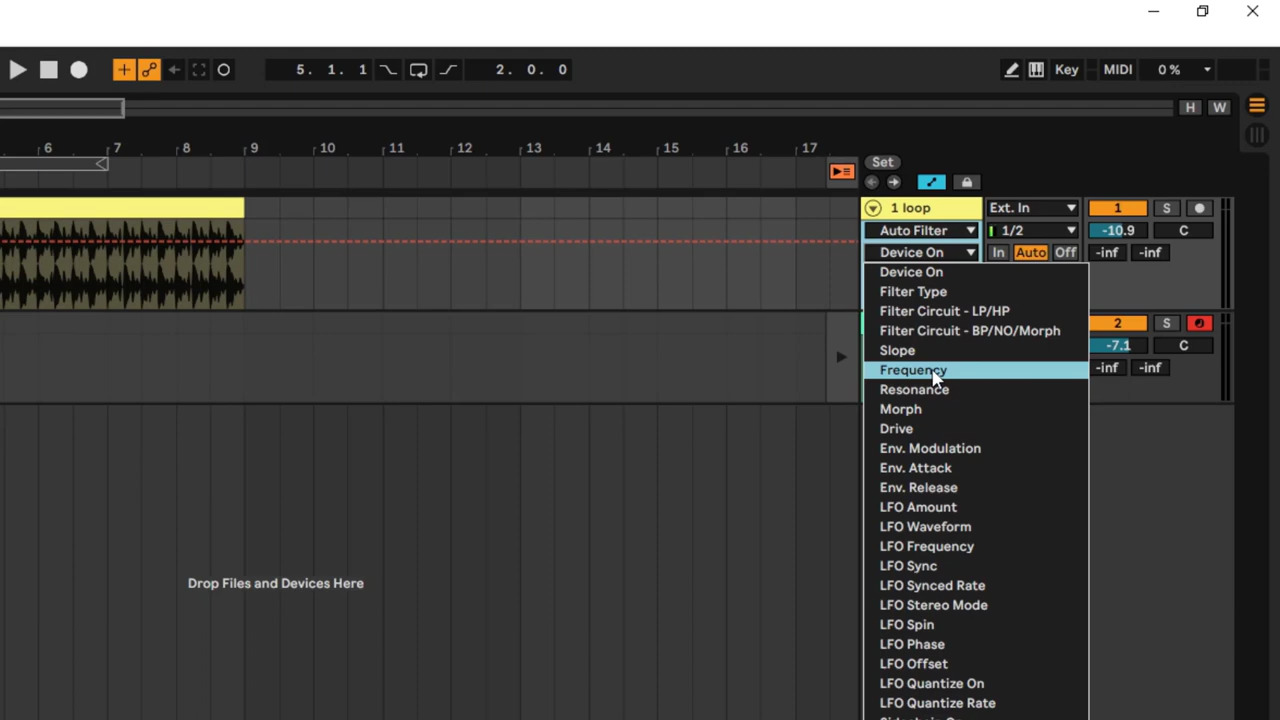 5. 1. 1
2. 0. 0
Key
MIDI
0 %
H W
6 7 8 9 10 11 12 13 14 15 16 17
Set
1 loop
Ext. In
1
S
Auto Filter
1/2
-10.9
C
Device On
In Auto Off
-inf
-inf
Device On
Filter Type
Filter Circuit - LP/HP
Filter Circuit - BP/NO/Morph
2
S
-7.1
C
Slope
Frequency
-inf
-inf
Resonance
Morph
Drive
Env. Modulation
Env. Attack
Env. Release
LFO Amount
LFO Waveform
LFO Frequency
LFO Sync
LFO Synced Rate
LFO Stereo Mode
LFO Spin
LFO Phase
LFO Offset
LFO Quantize On
LFO Quantize Rate
Drop Files and Devices Here